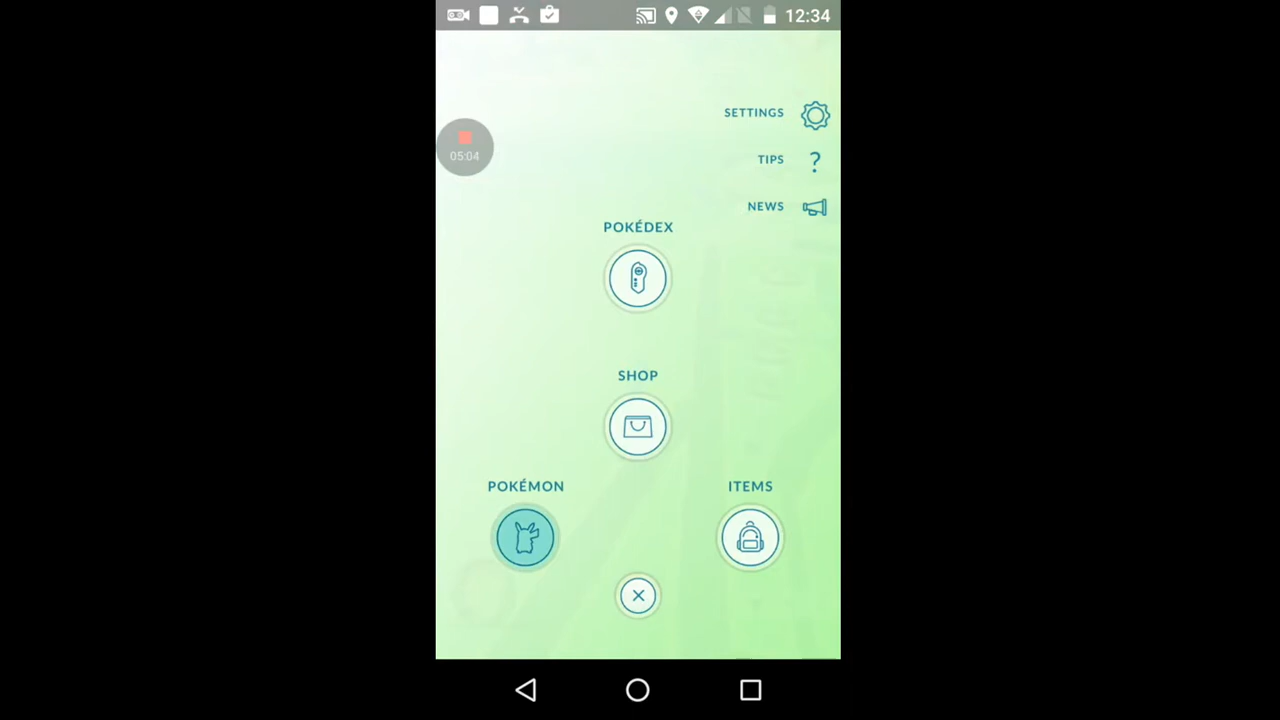 12:34
SETTINGS
05:04
TIPS
?
NEWS
POKÉDEX
SHOP
POKÉMON
ITEMS